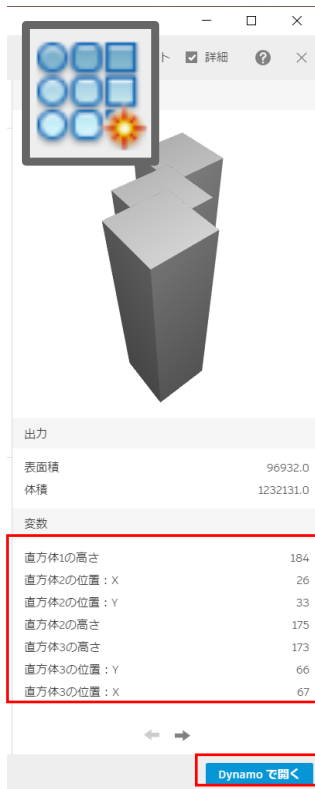 ト 詳細
出力
表面積 96932.0
体積 1232131.0
変数
直方体1の高さ 184
直方体2の位置：X 26
直方体2の位置：Y 33
直方体2の高さ 175
直方体3の高さ 173
直方体3の位置：Y 66
直方体3の位置：X 67
Dynamo で開く